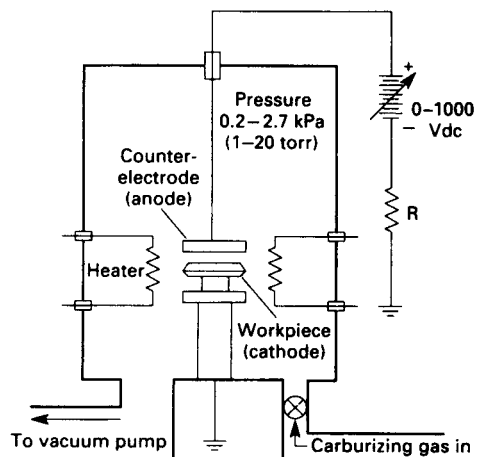 +
Pressure
0.2–2.7 kPa
(1–20 torr)
0–1000
– Vdc
Counter-
electrode
(anode)
R
Heater
Workpiece
(cathode)
To vacuum pump
Carburizing gas in